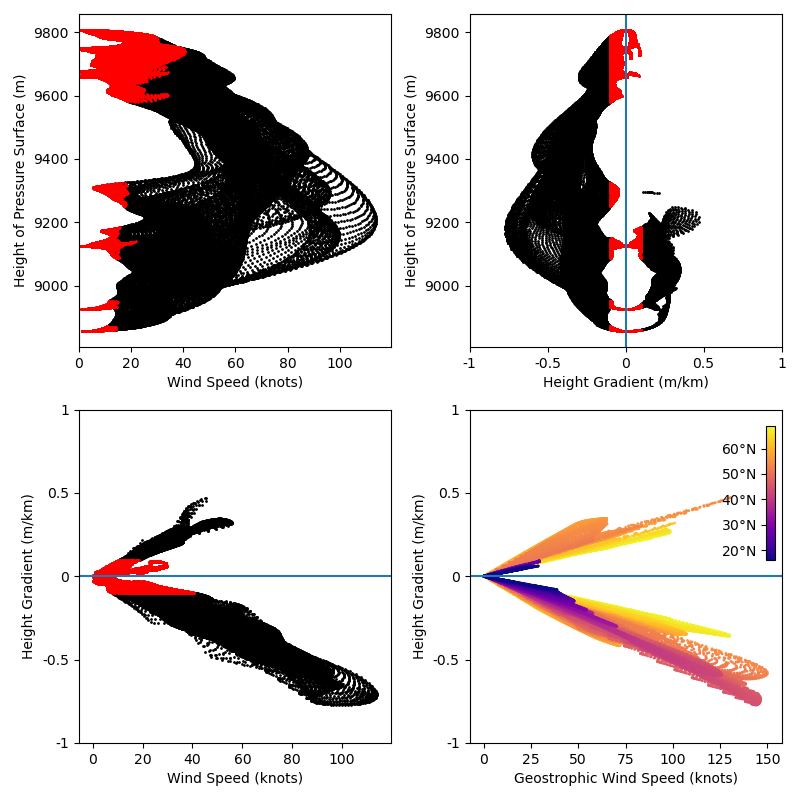 9800
9600
9400
9200
9000
Height of Pressure Surface (m)
0 20 40 60 80 100
Wind Speed (knots)
9800
9600
9400
9200
9000
Height of Pressure Surface (m)
-1 -0.5 0 0.5 1
Height Gradient (m/km)
1
0.5
0
-0.5
-1
Height Gradient (m/km)
0 20 40 60 80 100
Wind Speed (knots)
1
0.5
0
-0.5
-1
Height Gradient (m/km)
0 25 50 75 100 125 150
Geostrophic Wind Speed (knots)
60°N
50°N
40°N
30°N
20°N